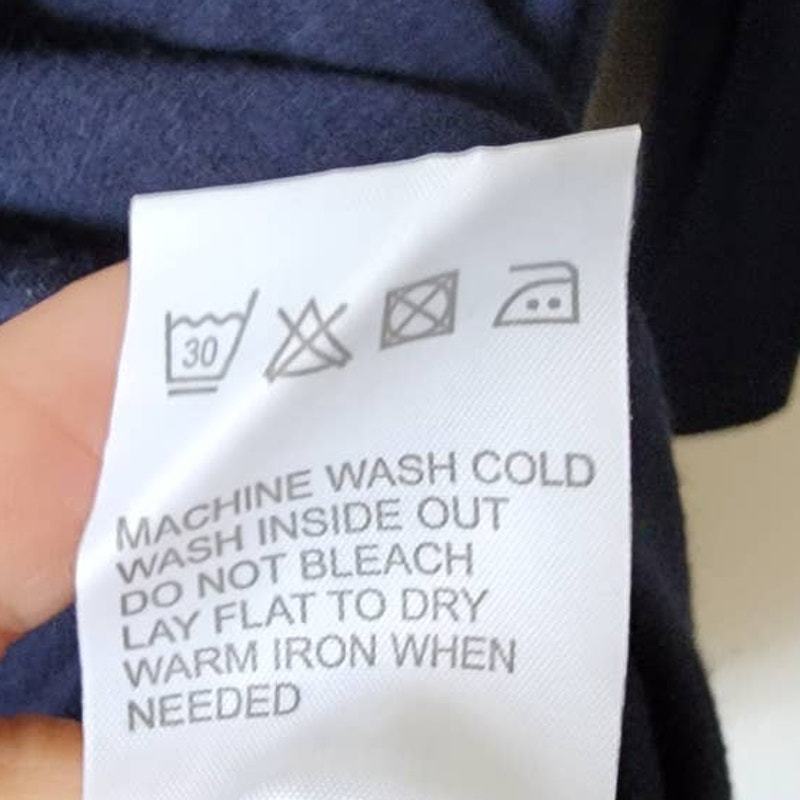 30
MACHINE WASH COLD
WASH INSIDE OUT
DO NOT BLEACH
LAY FLAT TO DRY
WARM IRON WHEN
NEEDED